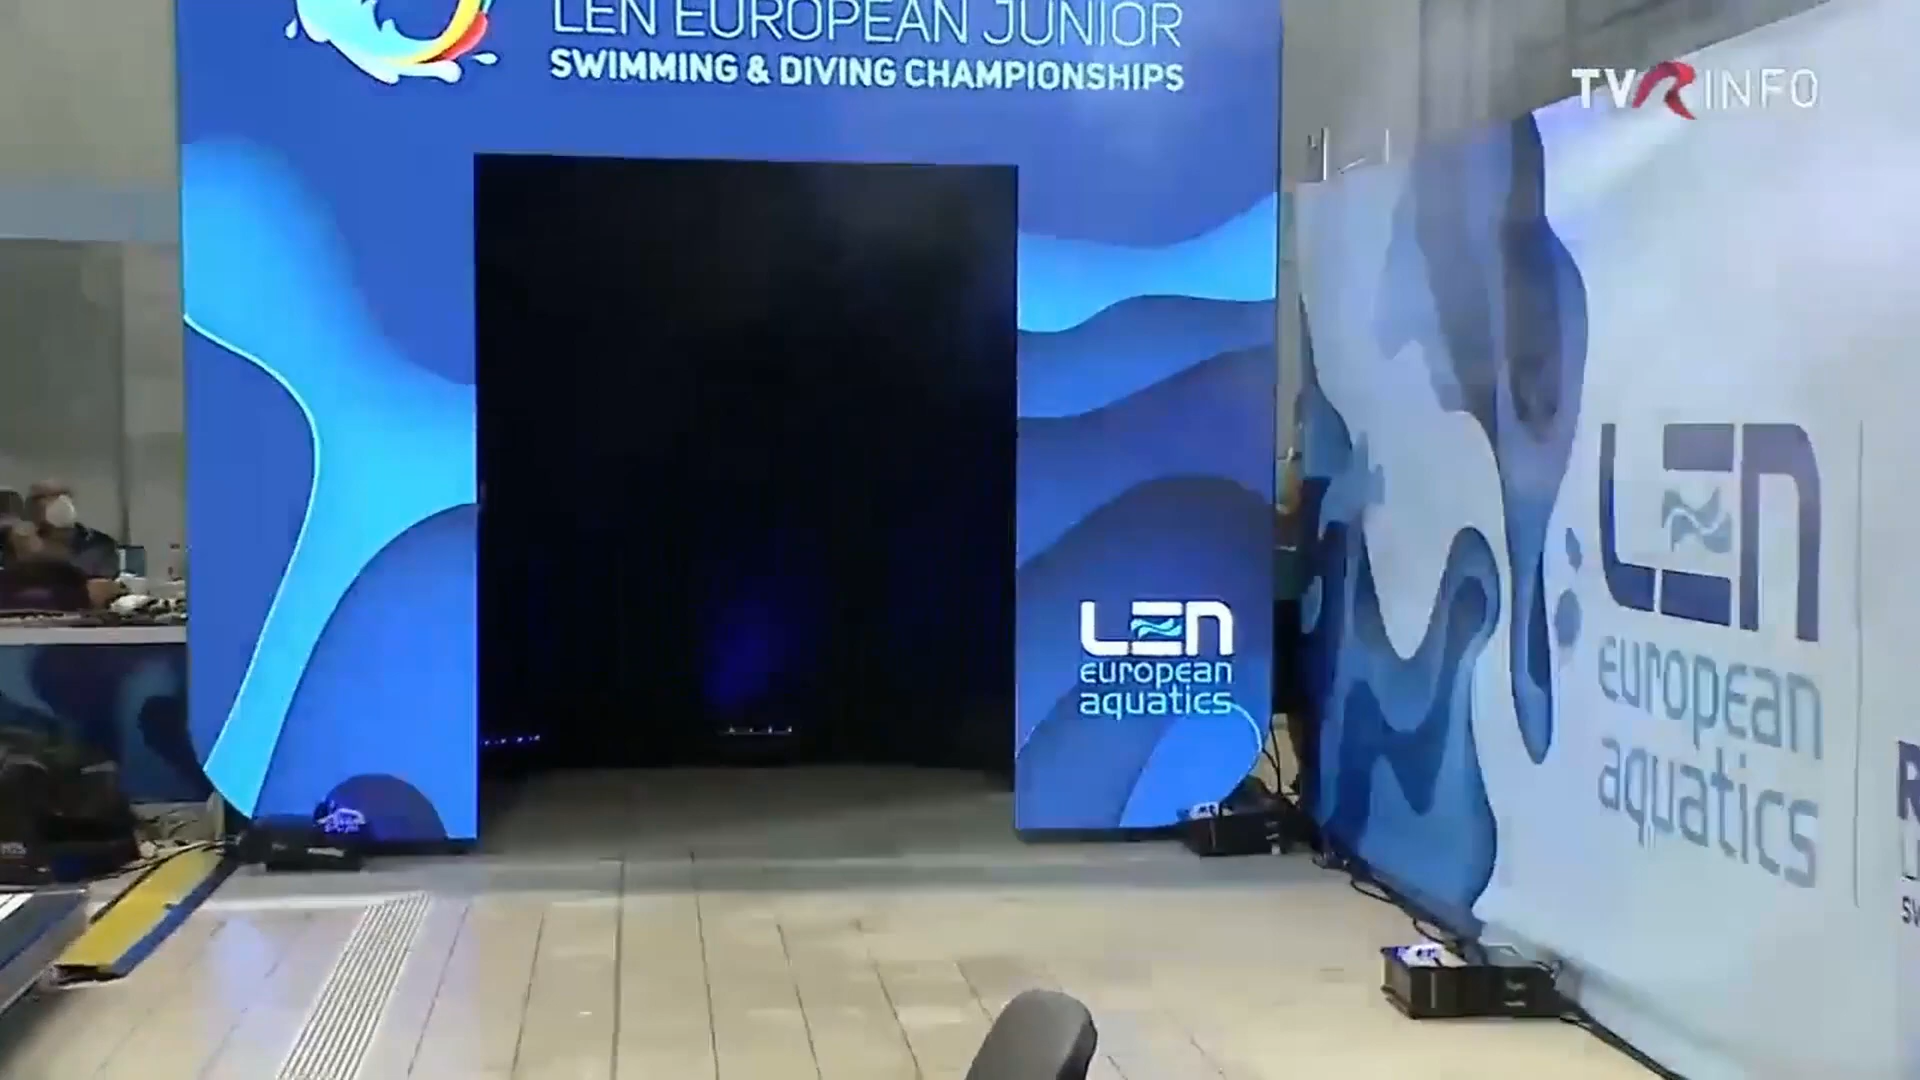 LEN EUROPEAN JUNIOR
SWIMMING & DIVING CHAMPIONSHIPS
TVR INFO
LEN
european
aquatics
LEN
european
aquatics